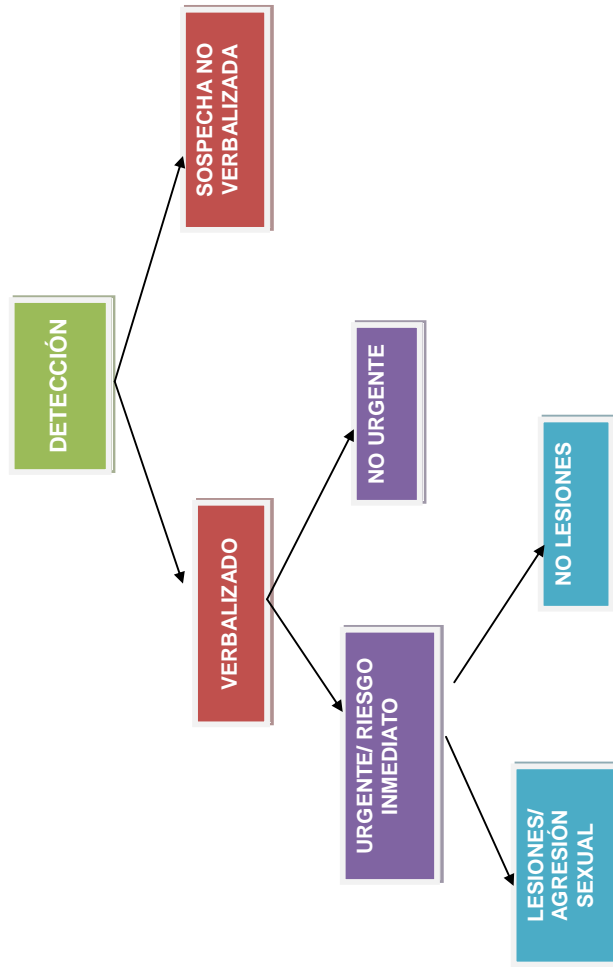 DETECCIÓN
VERBALIZADO
SOSPECHA NO
VERBALIZADA
URGENTE/ RIESGO
INMEDIATO
NO URGENTE
LESIONES/
AGRESIÓN
SEXUAL
NO LESIONES